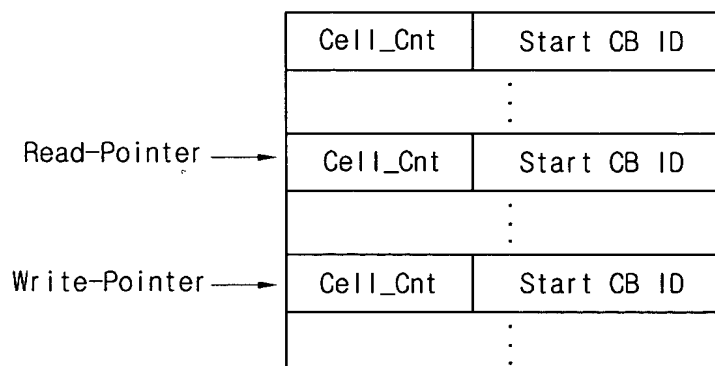 Cell_Cnt Start CB ID
Read-Pointer Cell_Cnt Start CB ID
Write-Pointer Cell_Cnt Start CB ID